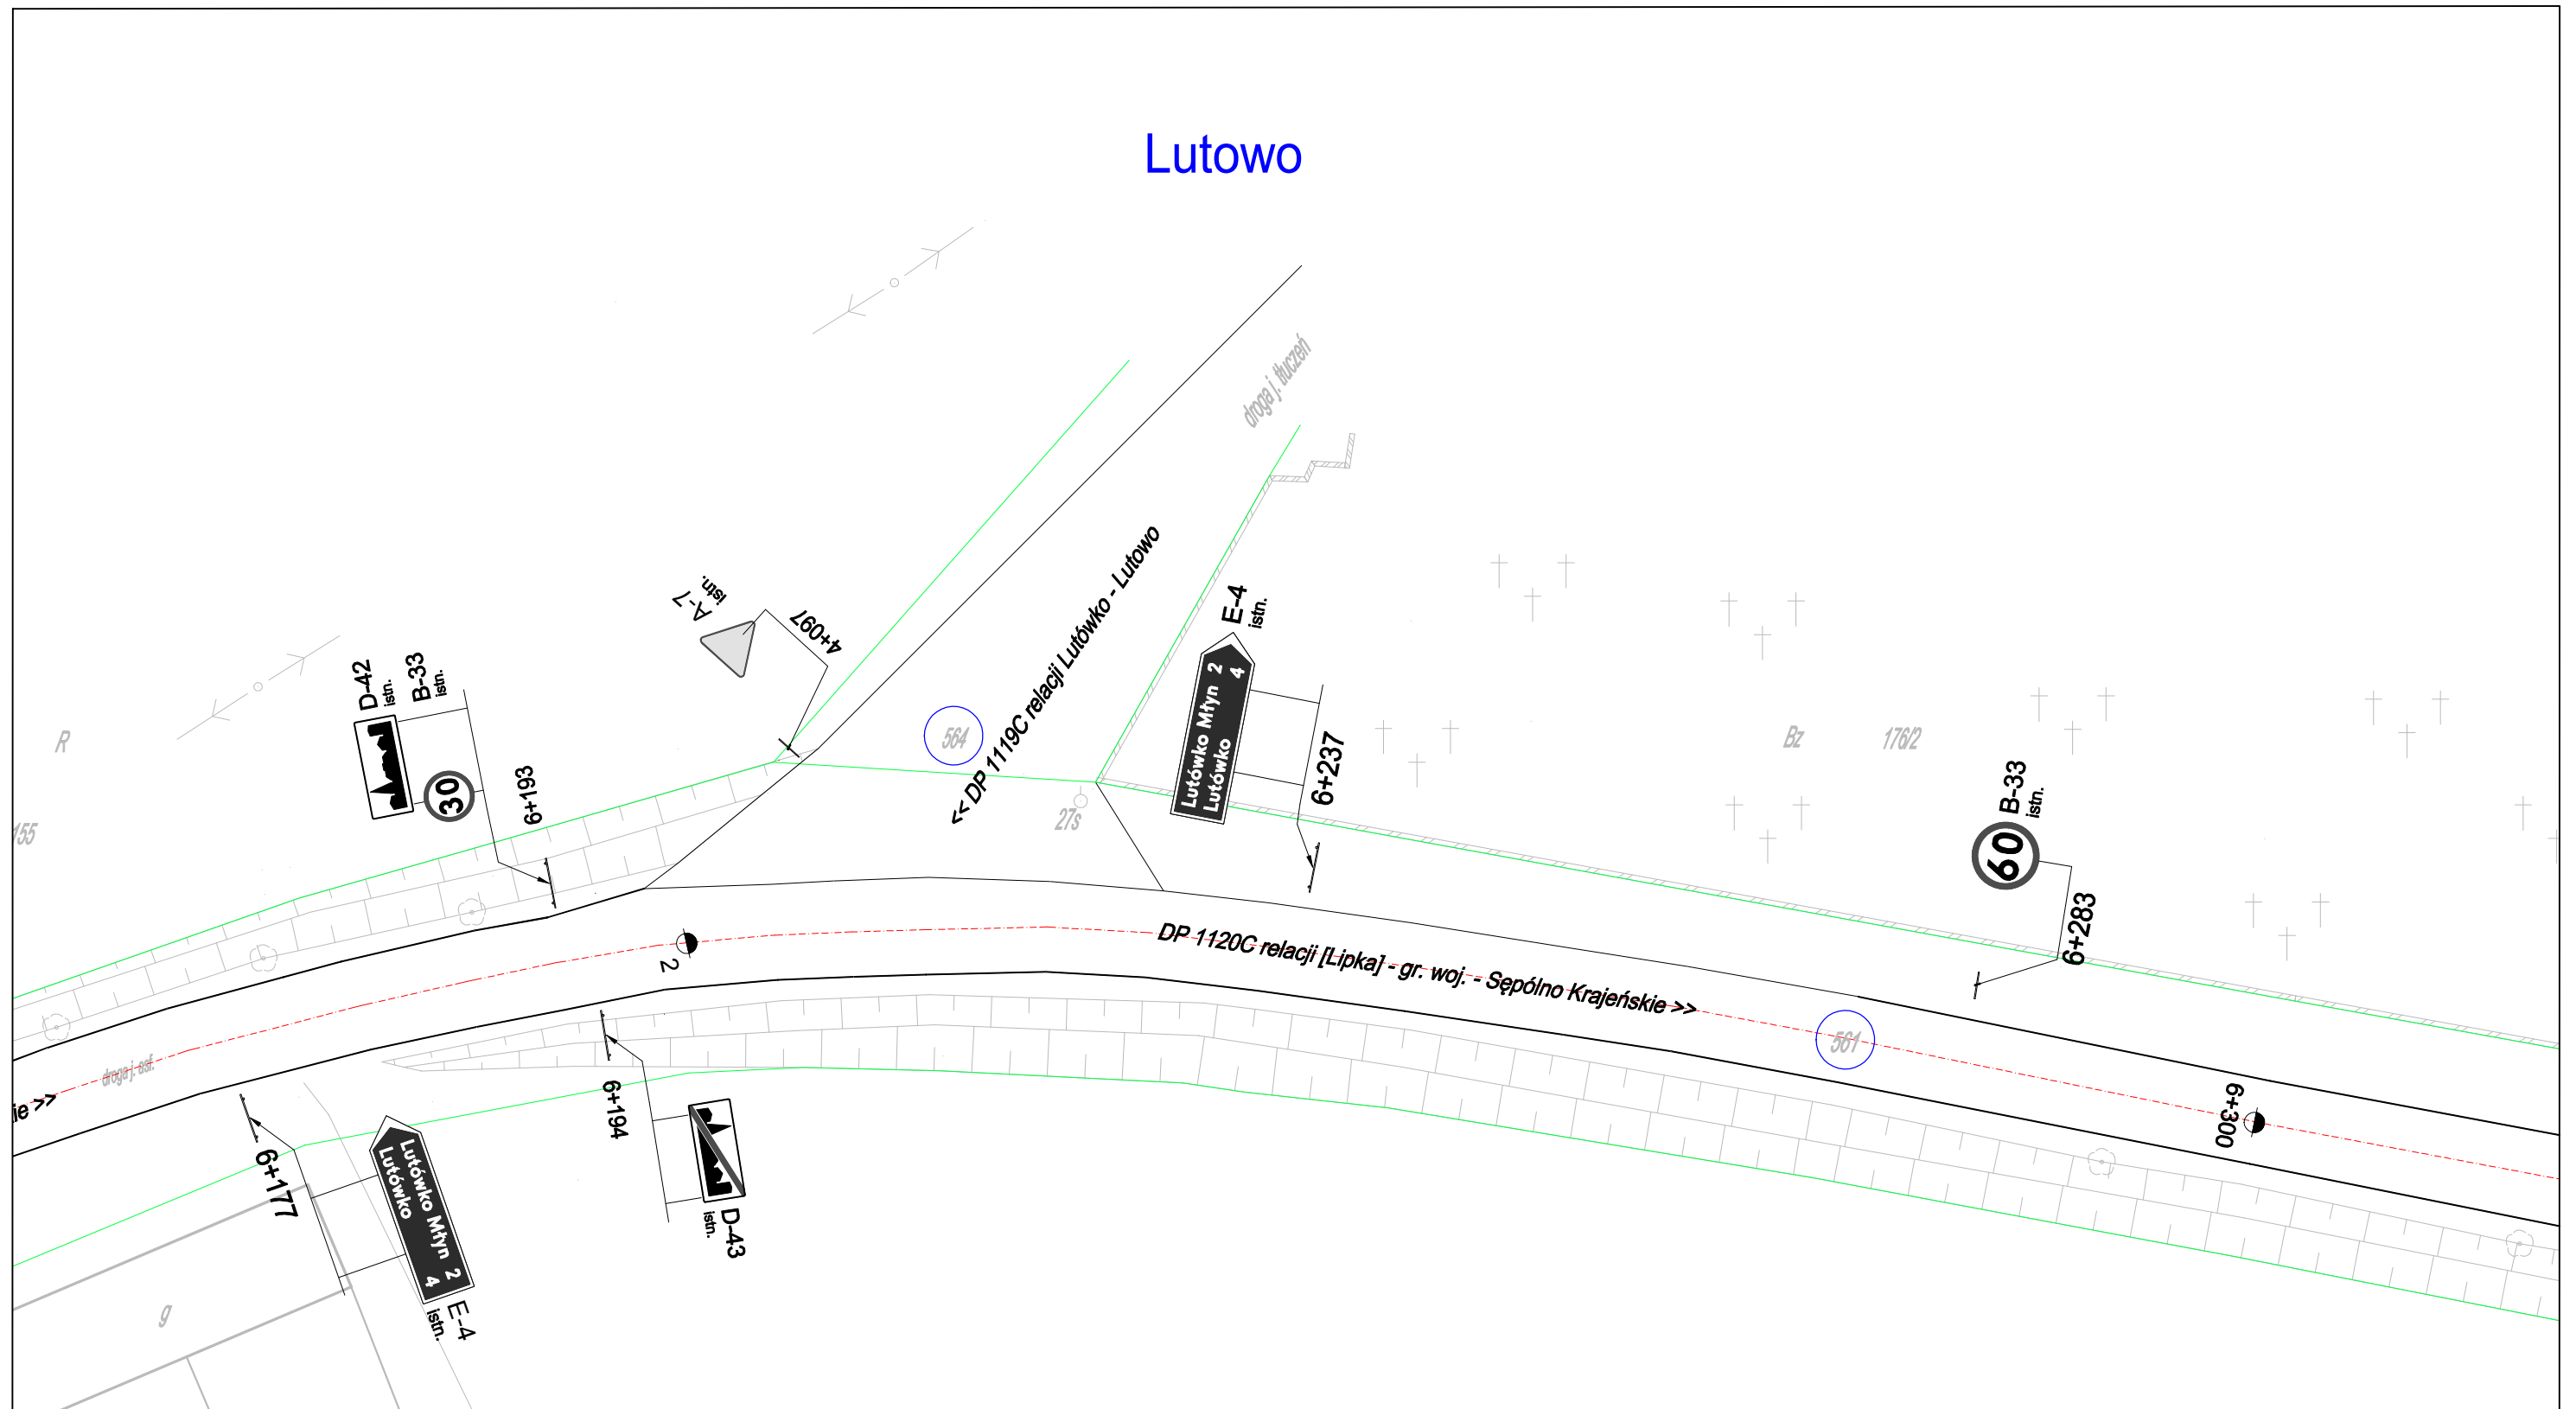 Lutowo
droga j. tłuczeń
<< DP 1119C relacji Lutówko - Lutowo
A-7
istn.
4+097
E-4
istn.
Lutówko Młyn 2
Lutówko 4
6+237
D-42
istn.
B-33
istn.
30
6+193
564
27s
R
155
Bz
176/2
B-33
istn.
60
6+283
2
DP 1120C relacji [Lipka] - gr. woj. - Sępólno Krajeńskie >>
561
6+300
droga j. asf.
ie >>
6+177
Lutówko Młyn 2
Lutówko 4
E-4
istn.
6+194
D-43
istn.
g